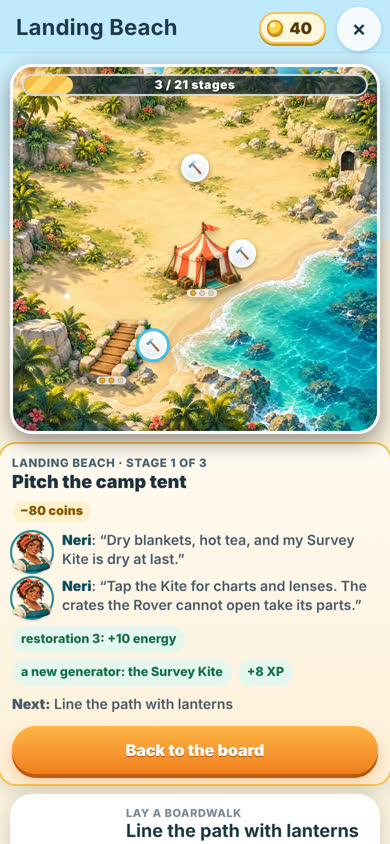 Landing Beach
40
×
3 / 21 stages
LANDING BEACH · STAGE 1 OF 3
Pitch the camp tent
−80 coins
Neri: “Dry blankets, hot tea, and my Survey
Kite is dry at last.”
Neri: “Tap the Kite for charts and lenses. The
crates the Rover cannot open take its parts.”
restoration 3: +10 energy
a new generator: the Survey Kite
+8 XP
Next: Line the path with lanterns
Back to the board
LAY A BOARDWALK
Line the path with lanterns